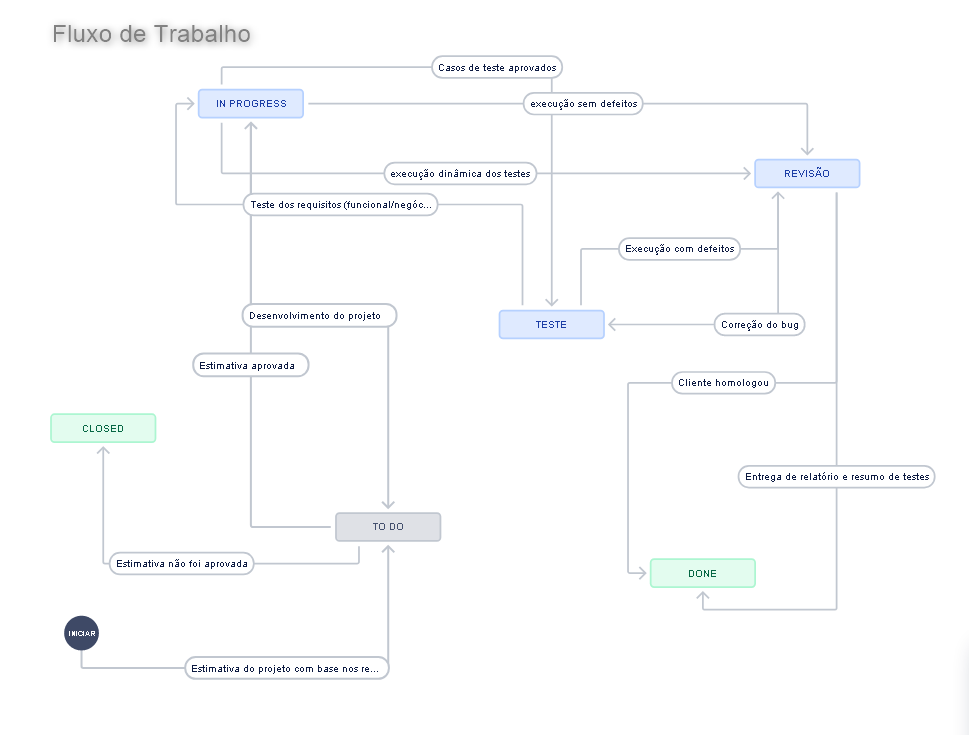 Fluxo de Trabalho
Casos de teste aprovados
IN PROGRESS
execução sem defeitos
execução dinâmica dos testes
REVISÃO
Teste dos requisitos (funcional/negóc...
Execução com defeitos
Desenvolvimento do projeto
TESTE
Correção do bug
Estimativa aprovada
Cliente homologou
CLOSED
Entrega de relatório e resumo de testes
TO DO
Estimativa não foi aprovada
DONE
INICIAR
Estimativa do projeto com base nos re...